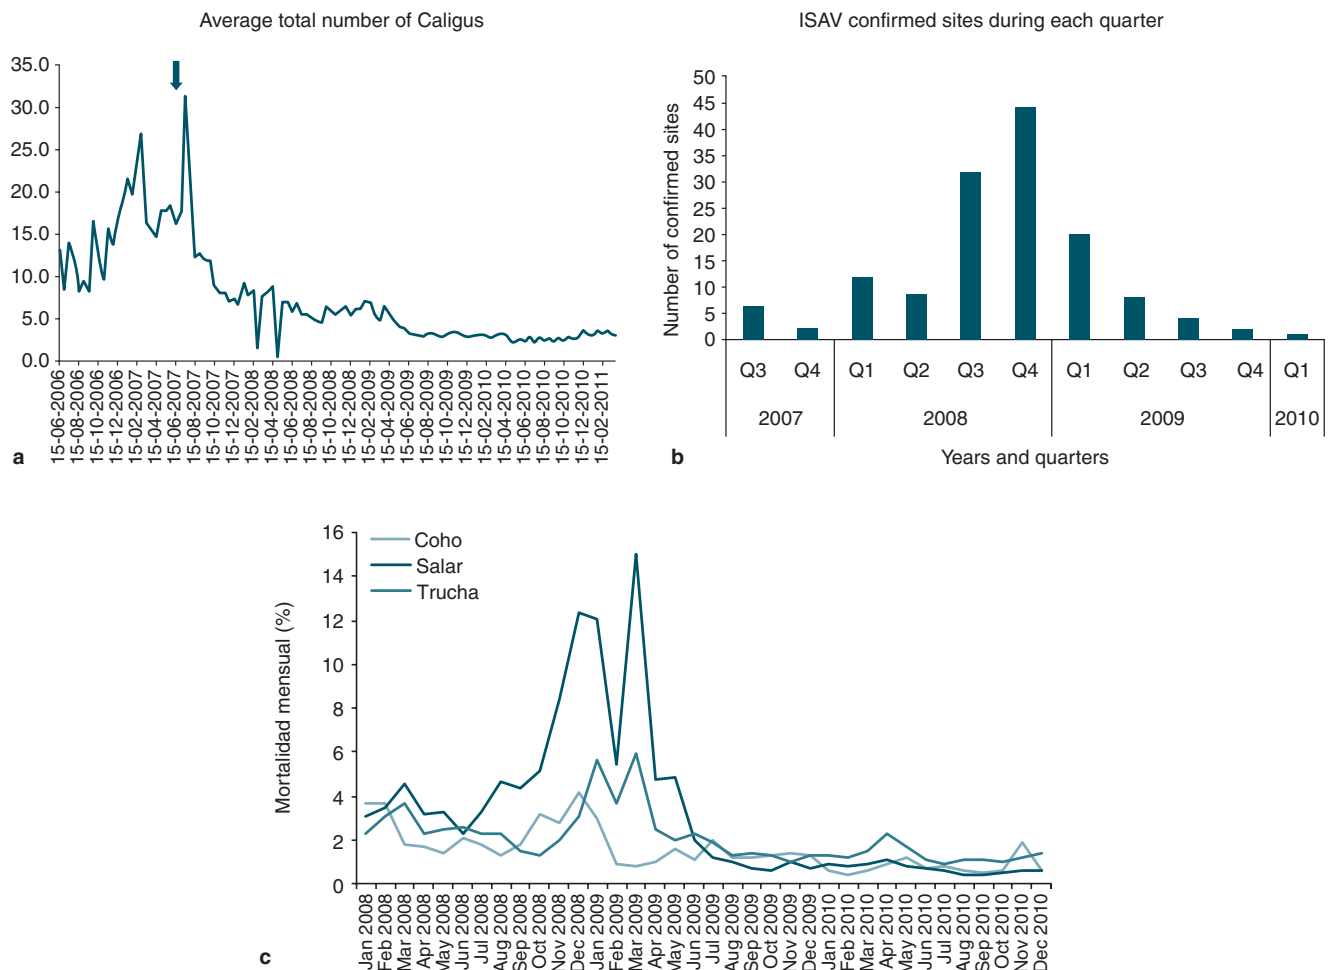 Average total number of Caligus
35.0
30.0
25.0
20.0
15.0
10.0
5.0
0.0
15-06-2006
15-08-2006
15-10-2006
15-12-2006
15-02-2007
15-04-2007
15-06-2007
15-08-2007
15-10-2007
15-12-2007
15-02-2008
15-04-2008
15-06-2008
15-08-2008
15-10-2008
15-12-2008
15-02-2009
15-04-2009
15-06-2009
15-08-2009
15-10-2009
15-12-2009
15-02-2010
15-04-2010
15-06-2010
15-08-2010
15-10-2010
15-12-2010
15-02-2011
a
ISAV confirmed sites during each quarter
Number of confirmed sites
50
45
40
35
30
25
20
15
10
5
0
Q3 Q4 Q1 Q2 Q3 Q4 Q1 Q2 Q3 Q4 Q1
2007 2008 2009 2010
b
Years and quarters
Mortalidad mensual (%)
16
14
12
10
8
6
4
2
0
Coho
Salar
Trucha
Jan 2008
Feb 2008
Mar 2008
Apr 2008
May 2008
Jun 2008
Jul 2008
Aug 2008
Sep 2008
Oct 2008
Nov 2008
Dec 2008
Jan 2009
Feb 2009
Mar 2009
Apr 2009
May 2009
Jun 2009
Jul 2009
Aug 2009
Sep 2009
Oct 2009
Nov 2009
Dec 2009
Jan 2010
Feb 2010
Mar 2010
Apr 2010
May 2010
Jun 2010
Jul 2010
Aug 2010
Sep 2010
Oct 2010
Nov 2010
Dec 2010
c